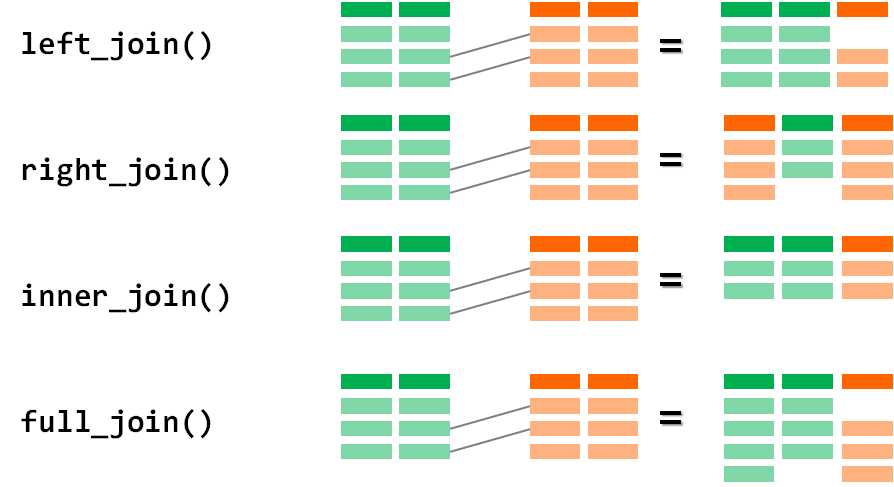 left_join()
=
right_join()
=
inner_join()
=
full_join()
=